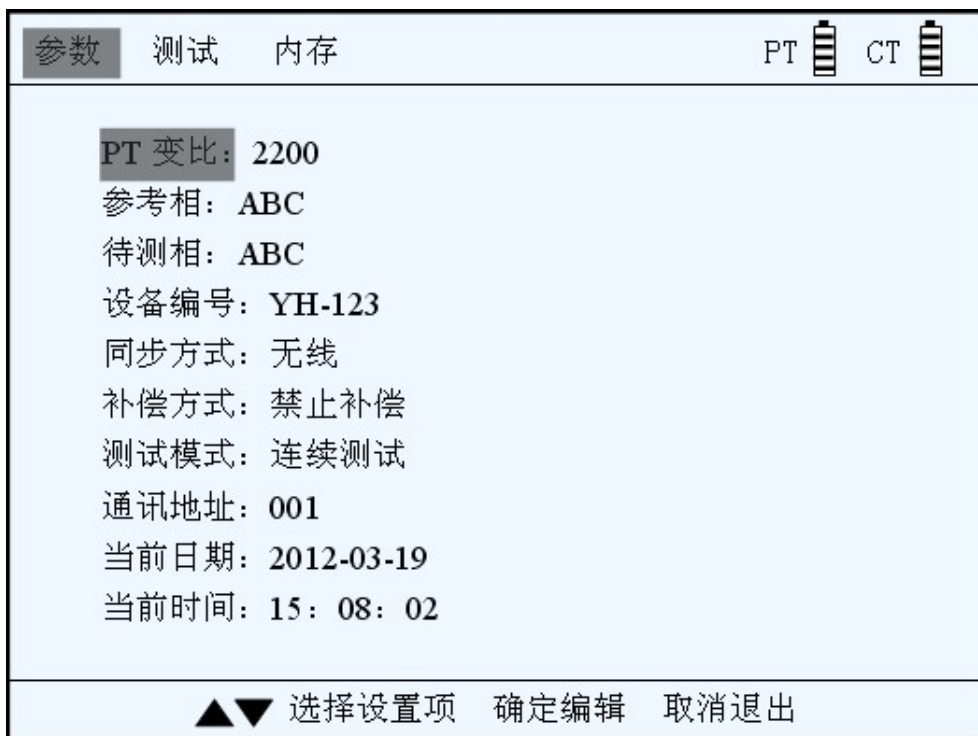 参数 测试 内存 PT CT
PT 变比：2200
参考相：ABC
待测相：ABC
设备编号：YH-123
同步方式：无线
补偿方式：禁止补偿
测试模式：连续测试
通讯地址：001
当前日期：2012-03-19
当前时间：15：08：02
▲▼ 选择设置项 确定编辑 取消退出